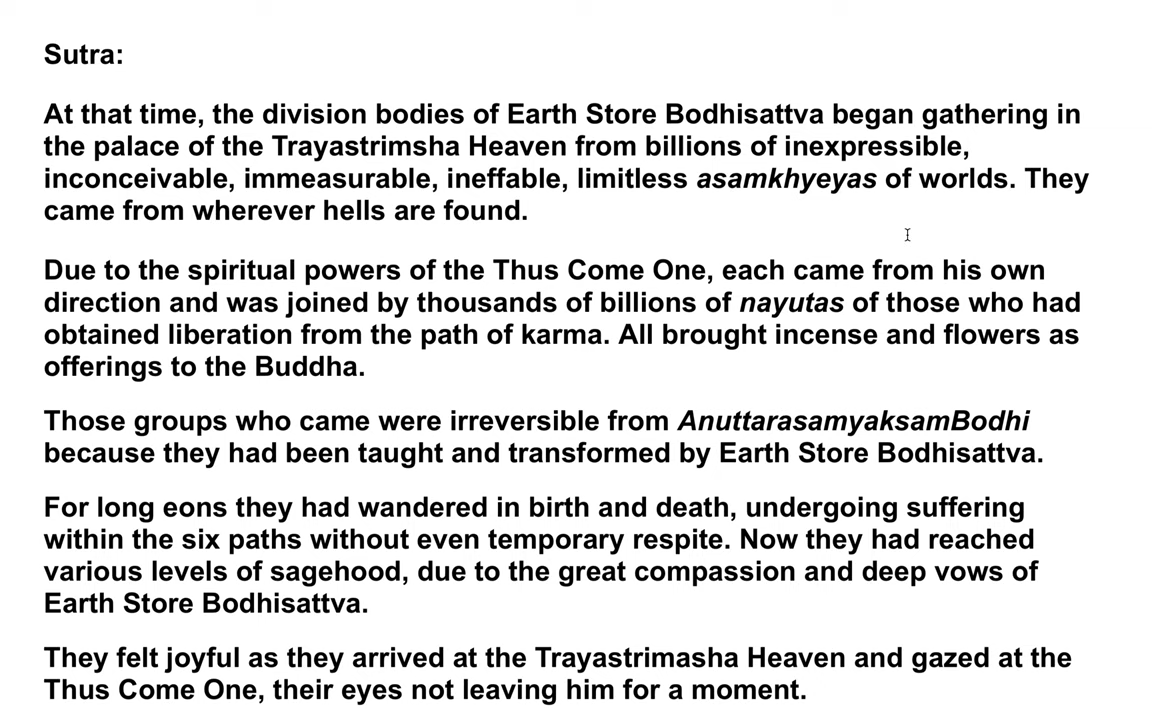 Sutra:
At that time, the division bodies of Earth Store Bodhisattva began gathering in
the palace of the Trayastrimsha Heaven from billions of inexpressible,
inconceivable, immeasurable, ineffable, limitless asamkhyeyas of worlds. They
came from wherever hells are found.
Due to the spiritual powers of the Thus Come One, each came from his own
direction and was joined by thousands of billions of nayutas of those who had
obtained liberation from the path of karma. All brought incense and flowers as
offerings to the Buddha.
Those groups who came were irreversible from AnuttarasamyaksamBodhi
because they had been taught and transformed by Earth Store Bodhisattva.
For long eons they had wandered in birth and death, undergoing suffering
within the six paths without even temporary respite. Now they had reached
various levels of sagehood, due to the great compassion and deep vows of
Earth Store Bodhisattva.
They felt joyful as they arrived at the Trayastrimasha Heaven and gazed at the
Thus Come One, their eyes not leaving him for a moment.